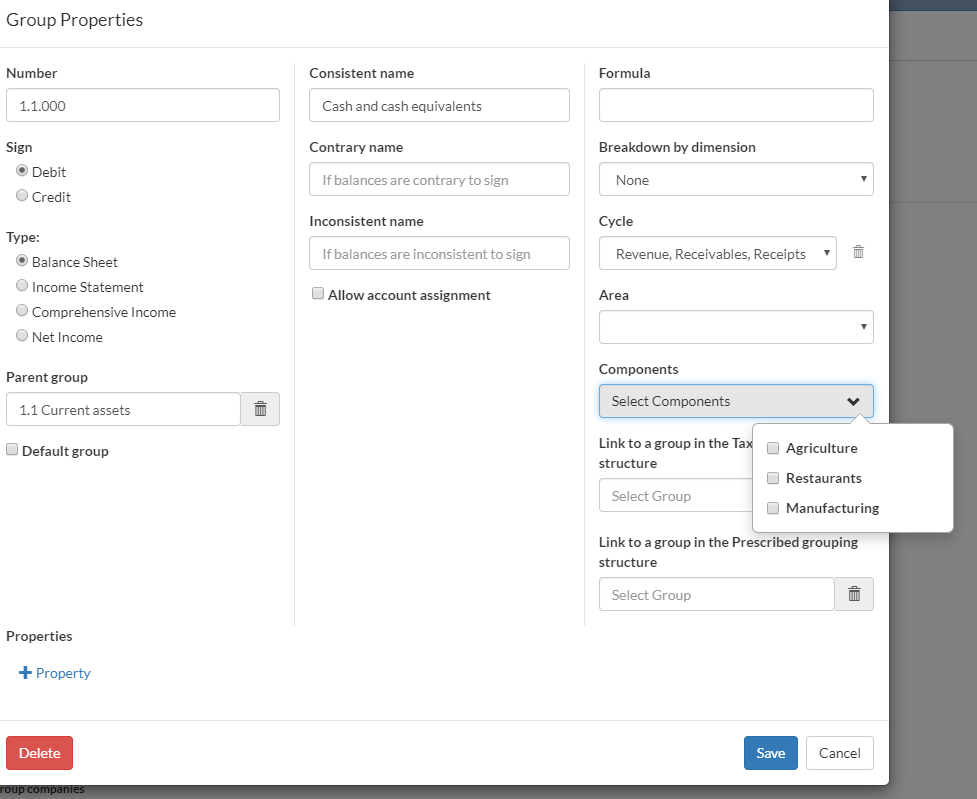 Group Properties
Number
1.1.000
Sign
Debit
Credit
Type:
Balance Sheet
Income Statement
Comprehensive Income
Net Income
Parent group
1.1 Current assets
Default group
Consistent name
Cash and cash equivalents
Contrary name
If balances are contrary to sign
Inconsistent name
If balances are inconsistent to sign
Allow account assignment
Formula
Breakdown by dimension
None
Cycle
Revenue, Receivables, Receipts
Area
Components
Select Components
Agriculture
Restaurants
Manufacturing
Link to a group in the Tax
structure
Select Group
Link to a group in the Prescribed grouping
structure
Select Group
Properties
Property
Delete
Save
Cancel
roup companies